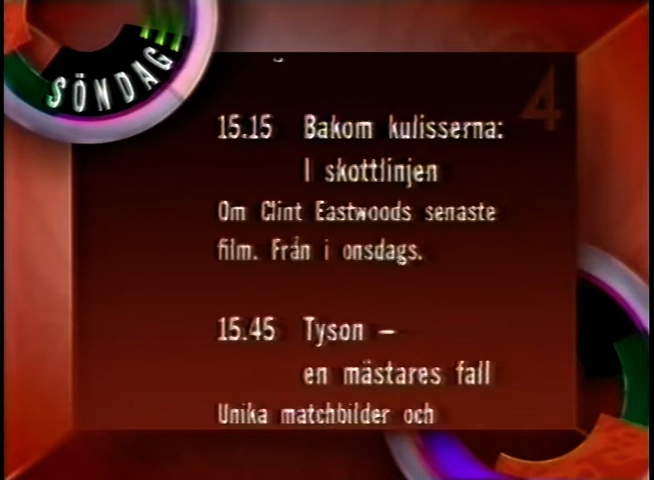 SÖNDAG
4
15.15 Bakom kulisserna:
I skottlinjen
Om Clint Eastwoods senaste
film. Från i onsdags.
15.45 Tyson –
en mästares fall
Unika matchbilder och